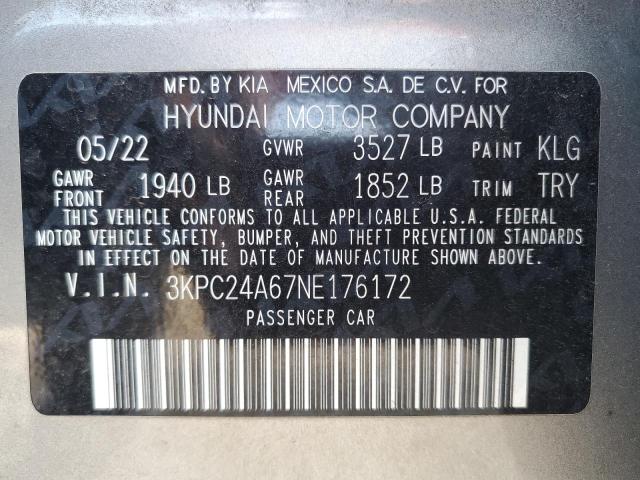 MFD. BY KIA MEXICO S.A. DE C.V. FOR
HYUNDAI MOTOR COMPANY
05/22 GVWR 3527 LB PAINT KLG
GAWR FRONT 1940 LB GAWR REAR 1852 LB TRIM TRY
THIS VEHICLE CONFORMS TO ALL APPLICABLE U.S.A. FEDERAL
MOTOR VEHICLE SAFETY, BUMPER, AND THEFT PREVENTION STANDARDS
IN EFFECT ON THE DATE OF MANUFACTURE SHOWN ABOVE.
V.I.N. 3KPC24A67NE176172
PASSENGER CAR